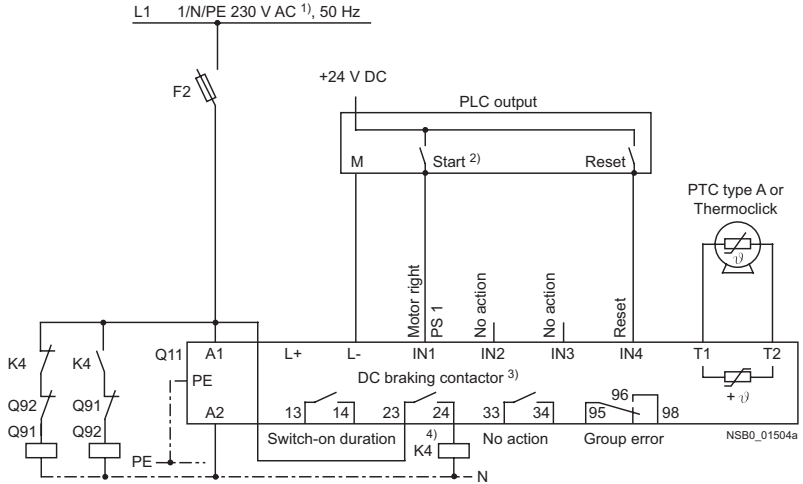 L1 1/N/PE 230 V AC 1), 50 Hz
+24 V DC
F2
PLC output
M
Start 2)
Reset
PTC type A or
Thermoclick
ϑ
Motor right
PS 1
No action
No action
Reset
K4
K4
Q11
A1
L+
L-
IN1
IN2
IN3
IN4
T1
T2
PE
DC braking contactor 3)
+ ϑ
Q92
Q91
A2
13
14
23
24
33
34
95
96
98
Q91
Q92
Switch-on duration
4)
K4
No action
Group error
NSB0_01504a
PE
N